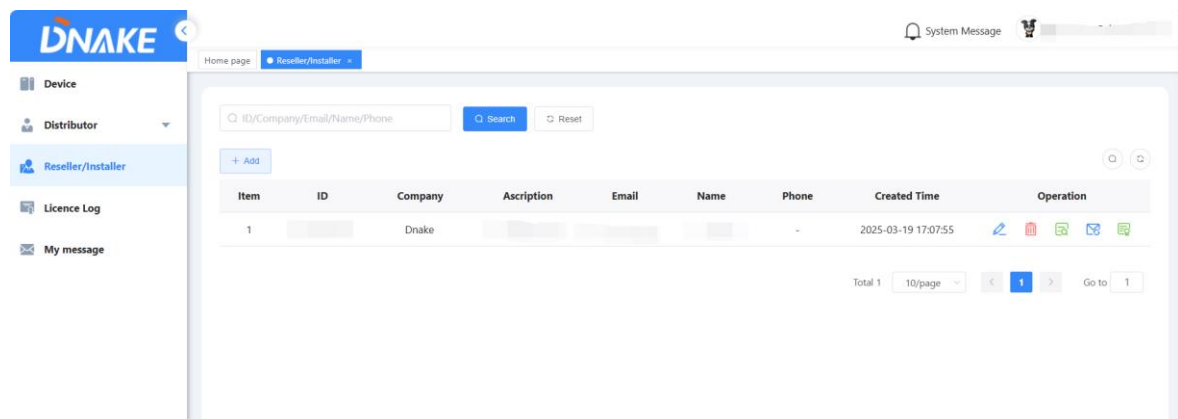 DNAKE
System Message
Home page Reseller/Installer ×
Device
Distributor
Reseller/Installer
Licence Log
My message
ID/Company/Email/Name/Phone Search Reset
+ Add
Item ID Company Ascription Email Name Phone Created Time Operation
1 Dnake - 2025-03-19 17:07:55
Total 1 10/page < 1 > Go to 1